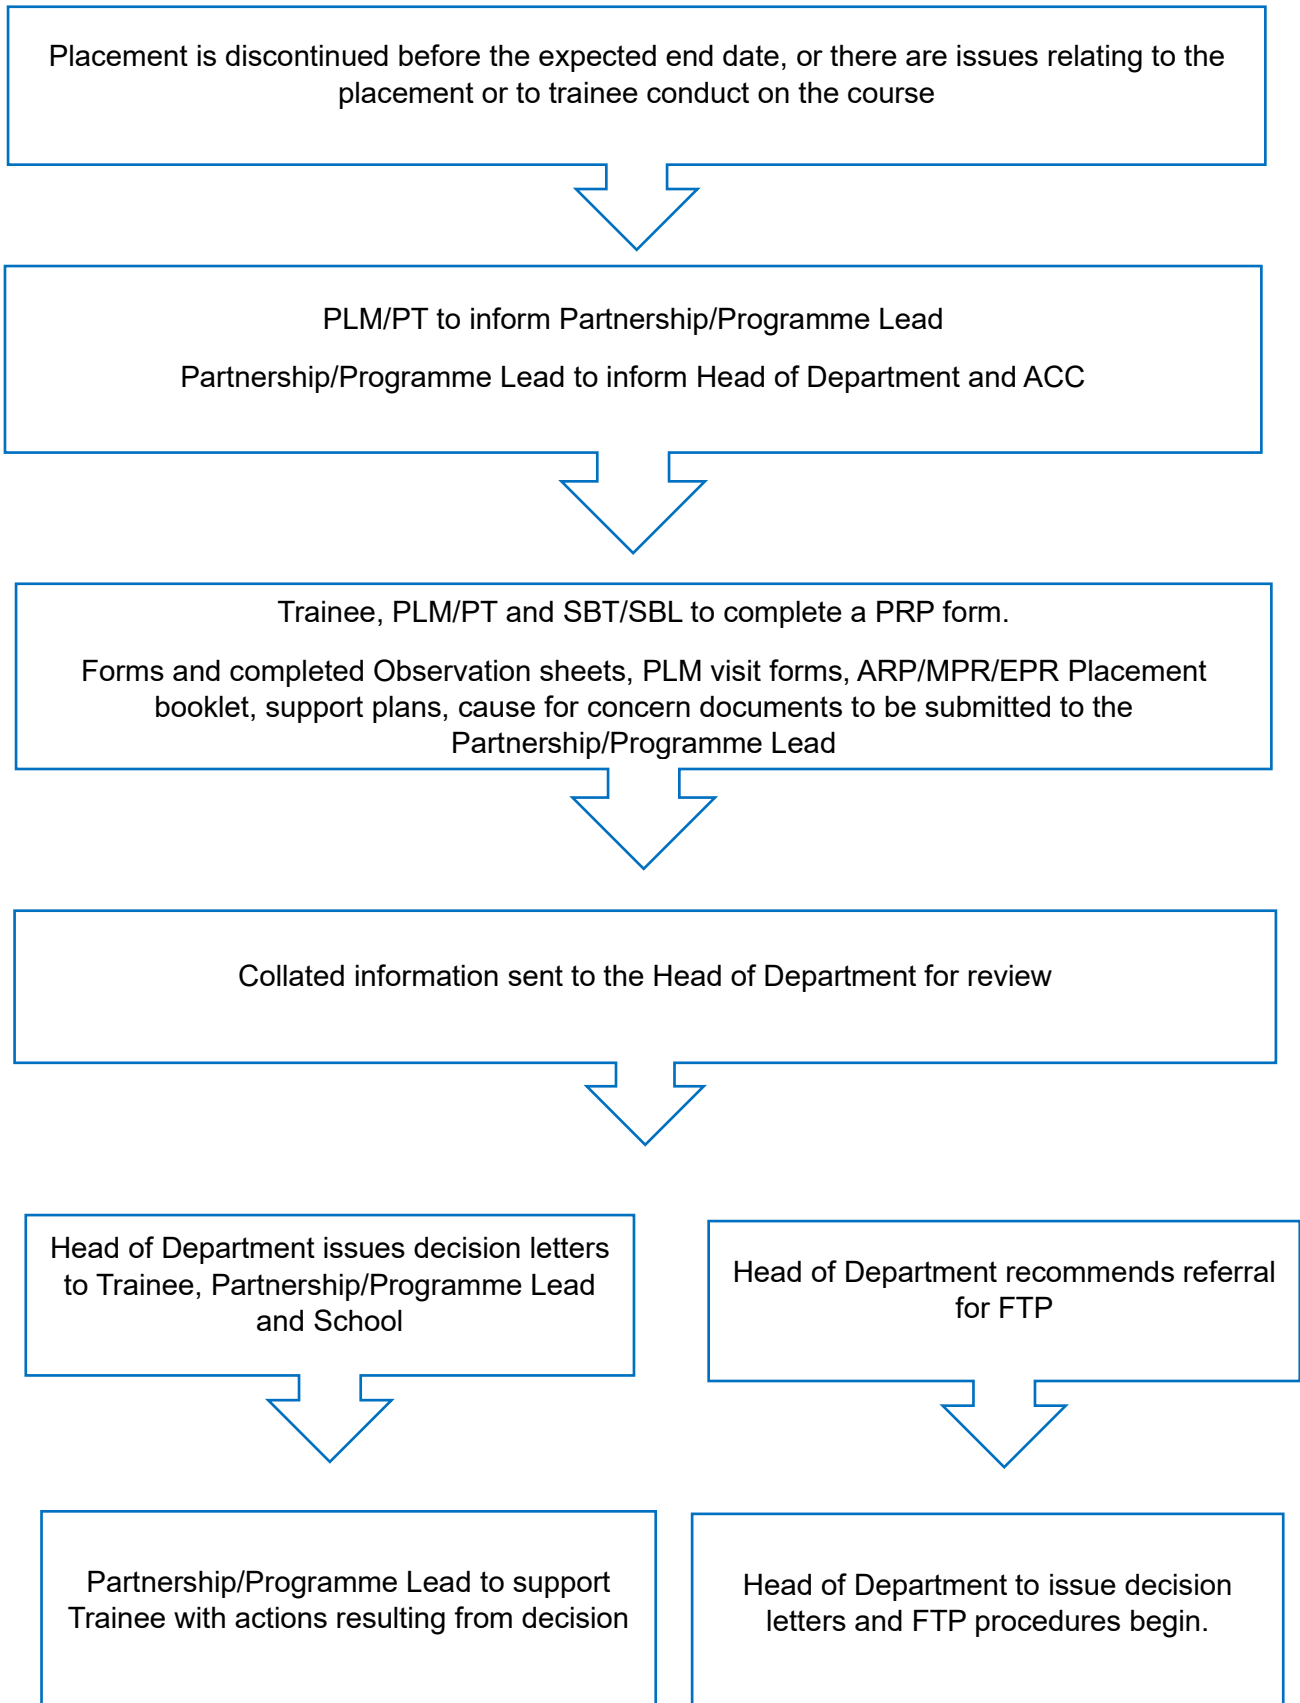 Placement is discontinued before the expected end date, or there are issues relating to the
placement or to trainee conduct on the course
PLM/PT to inform Partnership/Programme Lead
Partnership/Programme Lead to inform Head of Department and ACC
Trainee, PLM/PT and SBT/SBL to complete a PRP form.
Forms and completed Observation sheets, PLM visit forms, ARP/MPR/EPR Placement
booklet, support plans, cause for concern documents to be submitted to the
Partnership/Programme Lead
Collated information sent to the Head of Department for review
Head of Department issues decision letters
to Trainee, Partnership/Programme Lead
and School
Head of Department recommends referral
for FTP
Partnership/Programme Lead to support
Trainee with actions resulting from decision
Head of Department to issue decision
letters and FTP procedures begin.